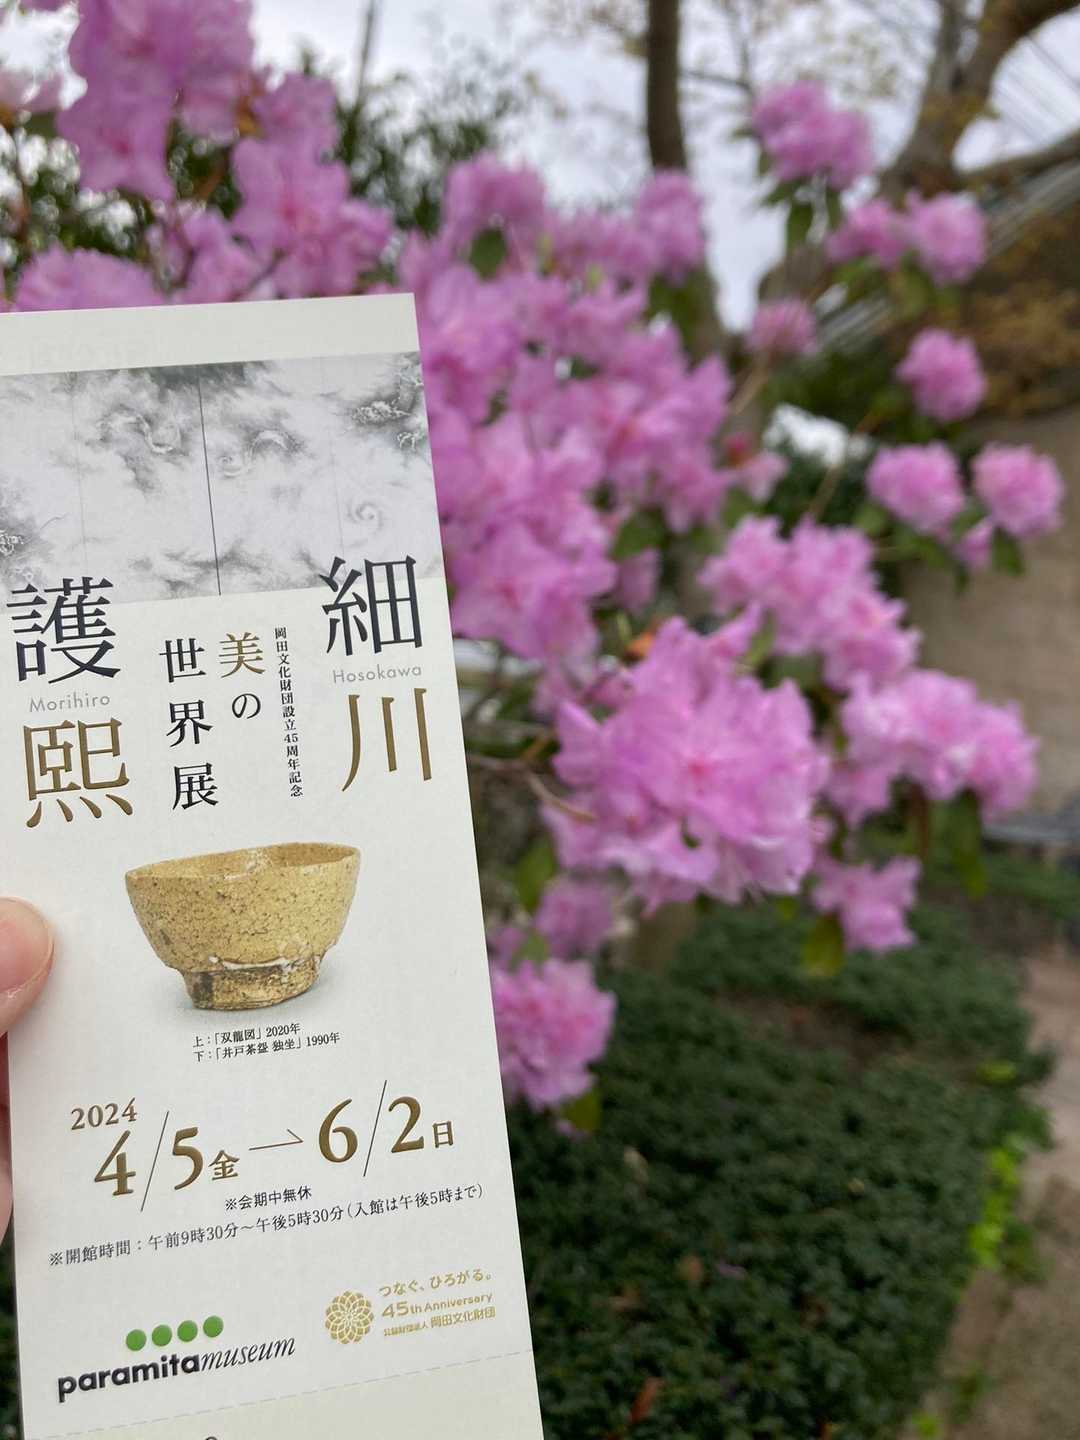 細川
Hosokawa
護熙
Morihiro
岡田文化財団設立45周年記念
美の
世界展
上：「双龍図」2020年
下：「井戸茶盌 独坐」1990年
2024
4/5金→6/2日
※会期中無休
※開館時間：午前9時30分～午後5時30分（入館は午後5時まで）
つなぐ、ひろがる。
45th Anniversary
公益財団法人 岡田文化財団
paramitamuseum